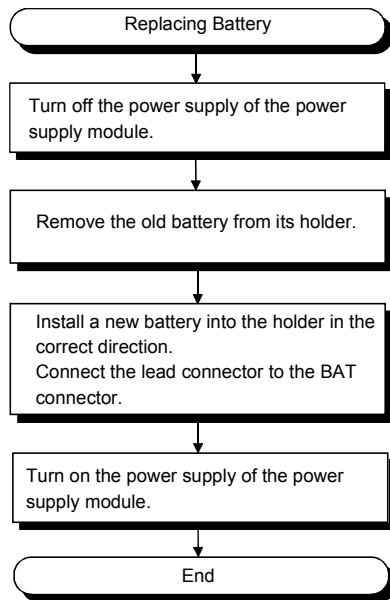 Replacing Battery
Turn off the power supply of the power
supply module.
Remove the old battery from its holder.
Install a new battery into the holder in the
correct direction.
Connect the lead connector to the BAT
connector.
Turn on the power supply of the power
supply module.
End